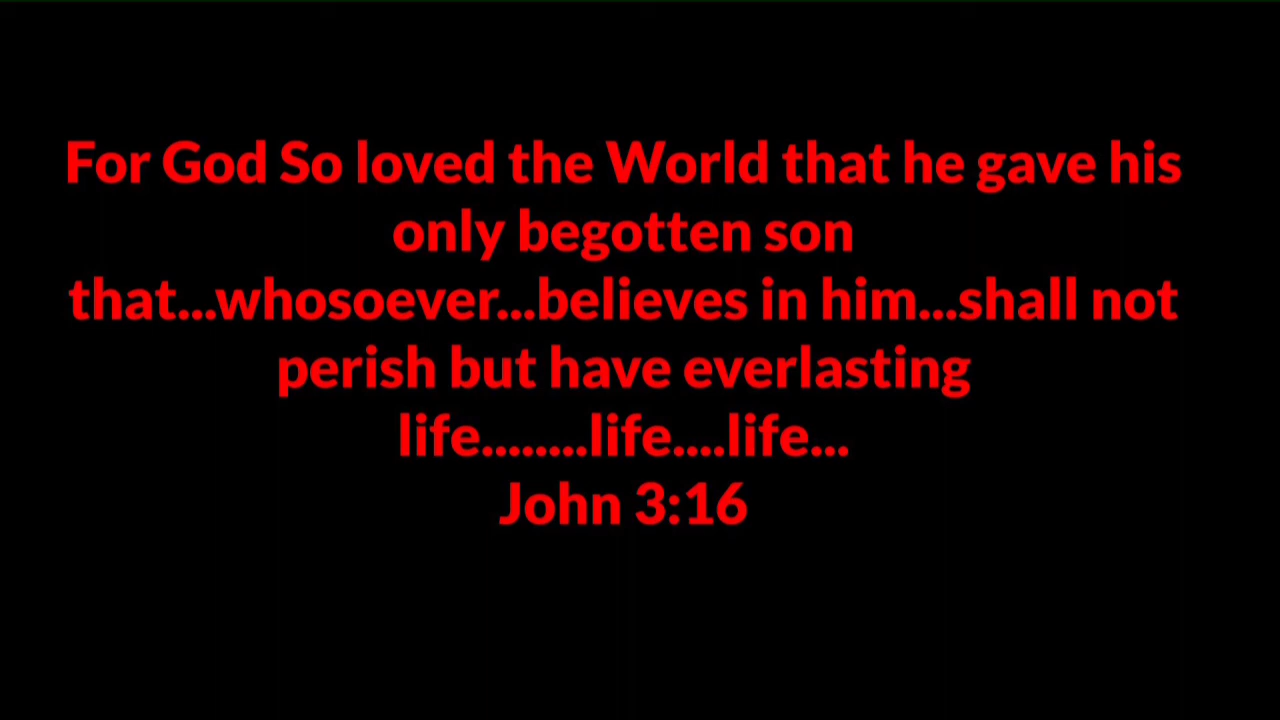 For God So loved the World that he gave his
only begotten son
that...whosoever...believes in him...shall not
perish but have everlasting
life........life....life...
John 3:16